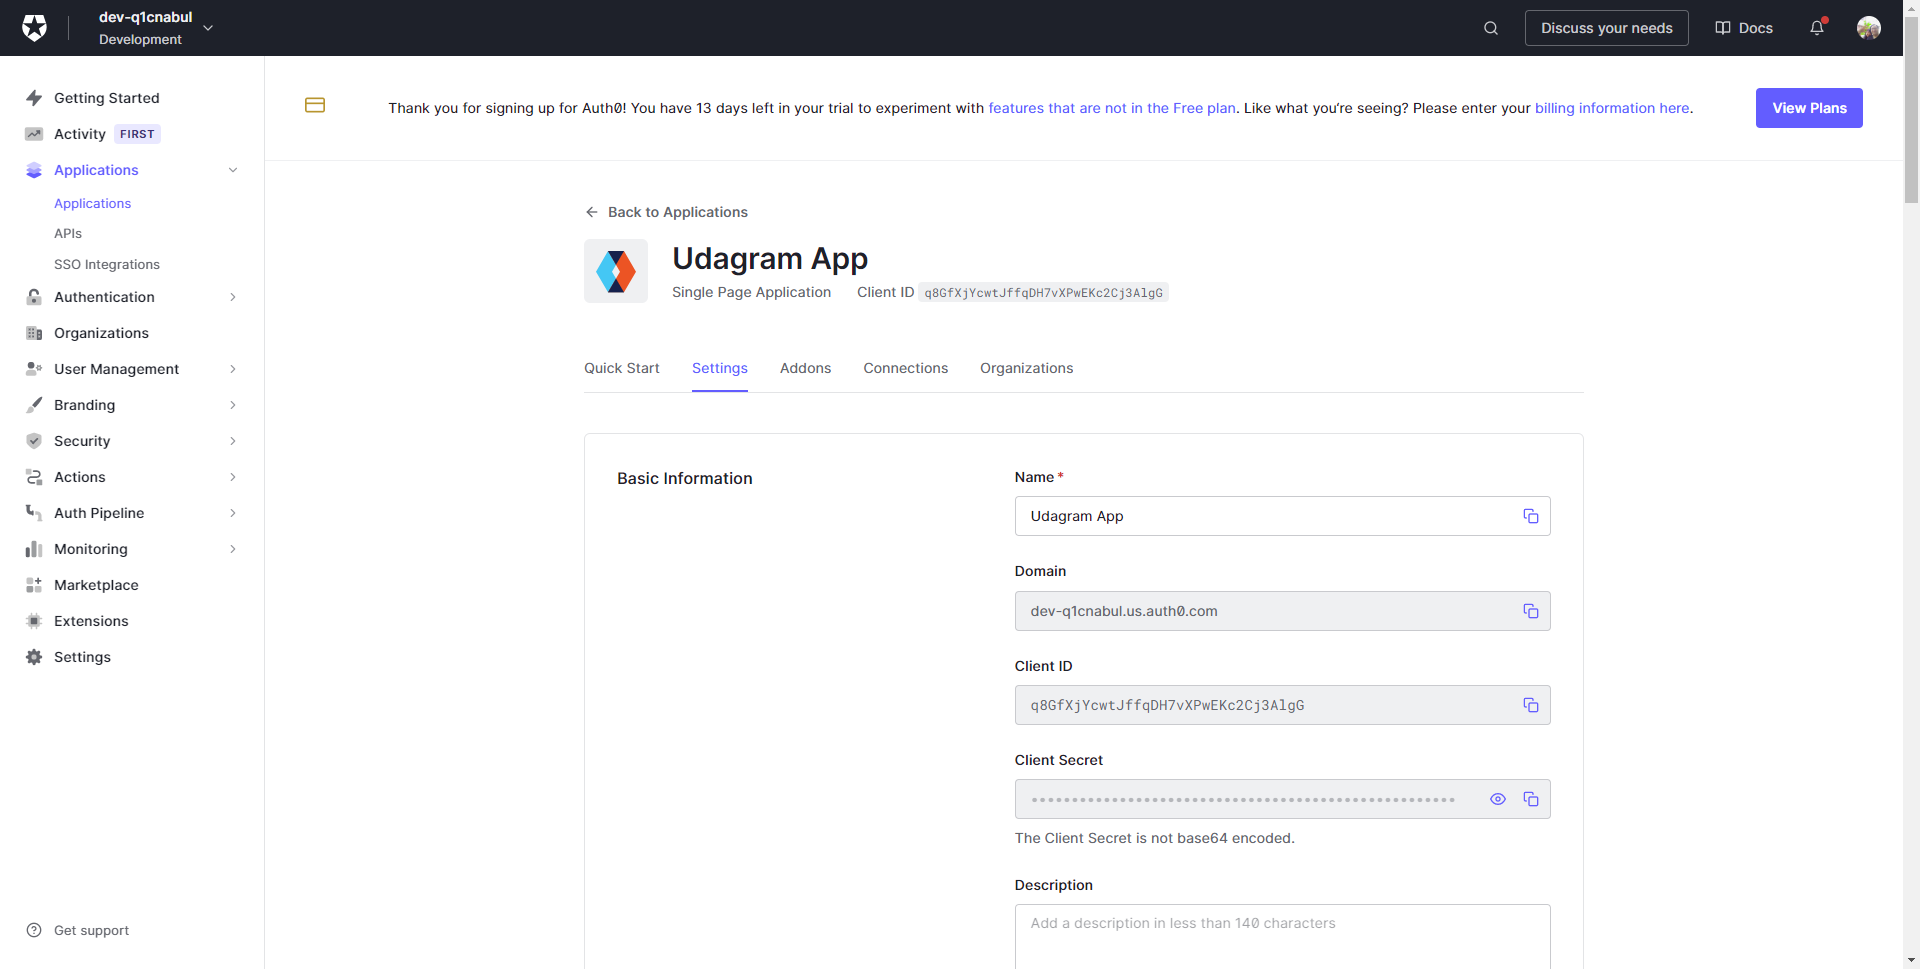 dev-q1cnabul
Development
Discuss your needs
Docs
Getting Started
Activity FIRST
Applications
Applications
APIs
SSO Integrations
Authentication
Organizations
User Management
Branding
Security
Actions
Auth Pipeline
Monitoring
Marketplace
Extensions
Settings
Get support
Thank you for signing up for Auth0! You have 13 days left in your trial to experiment with features that are not in the Free plan. Like what you're seeing? Please enter your billing information here.
View Plans
Back to Applications
Udagram App
Single Page Application Client ID q8GfXjYcwtJffqDH7vXPwEKc2Cj3AlgG
Quick Start Settings Addons Connections Organizations
Basic Information
Name *
Udagram App
Domain
dev-q1cnabul.us.auth0.com
Client ID
q8GfXjYcwtJffqDH7vXPwEKc2Cj3AlgG
Client Secret
The Client Secret is not base64 encoded.
Description
Add a description in less than 140 characters